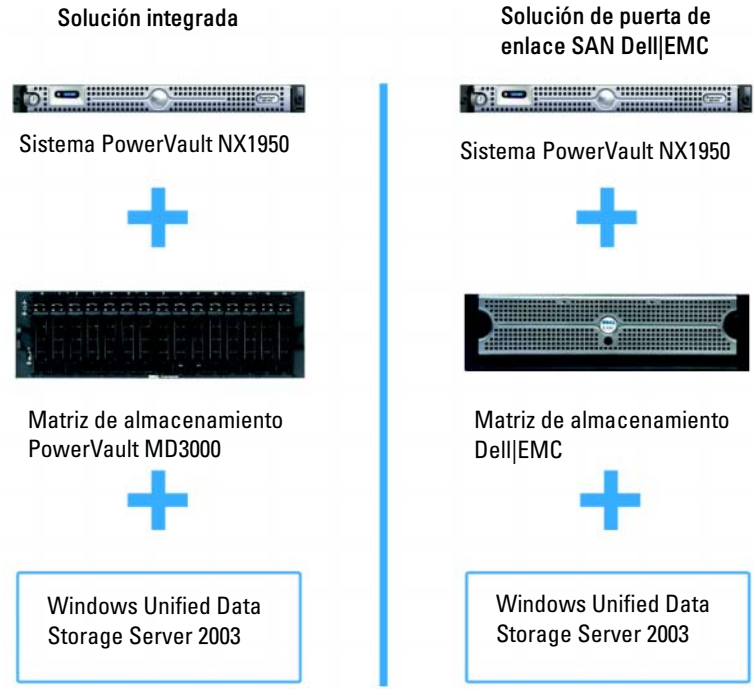 Solución integrada
Sistema PowerVault NX1950
Matriz de almacenamiento
PowerVault MD3000
Windows Unified Data
Storage Server 2003
Solución de puerta de
enlace SAN Dell|EMC
Sistema PowerVault NX1950
Matriz de almacenamiento
Dell|EMC
Windows Unified Data
Storage Server 2003